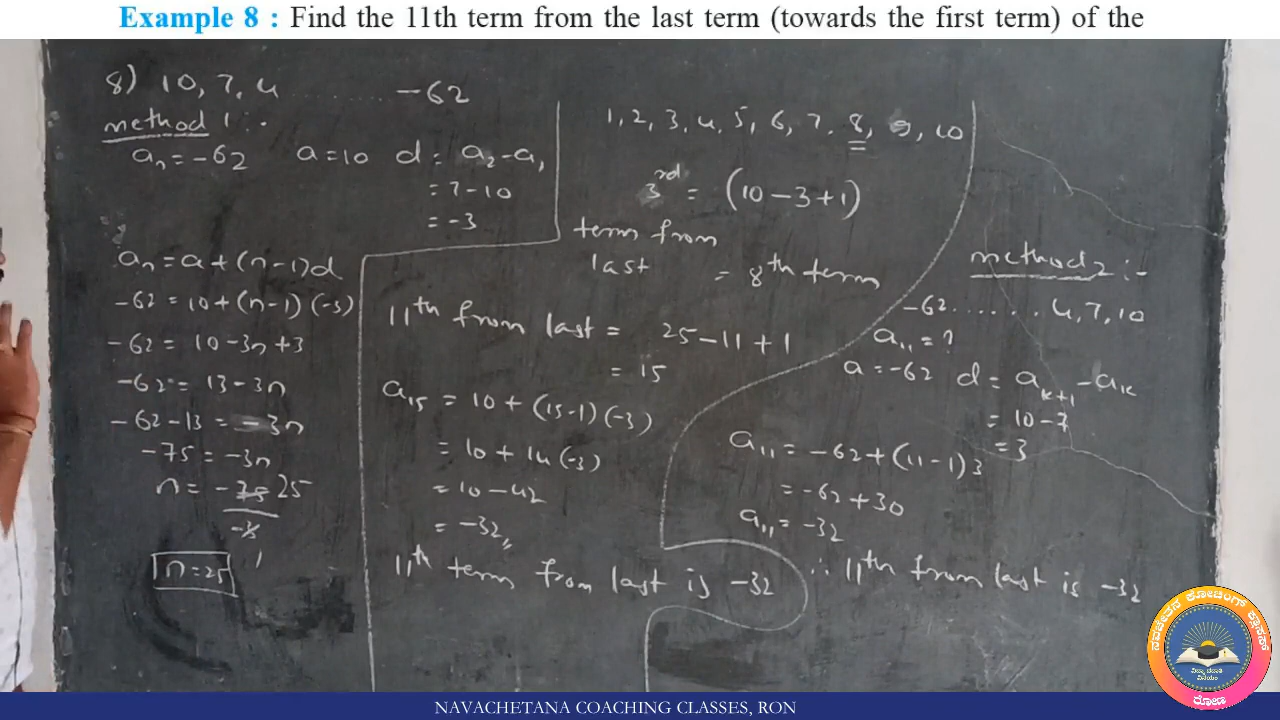 Example 8 : Find the 11th term from the last term (towards the first term) of the
8) 10, 7, 4 ........ -62
method 1 :-
aₙ = -62 a = 10 d = a₂ - a₁
= 7 - 10
= -3
aₙ = a + (n-1)d
-62 = 10 + (n-1) (-3)
-62 = 10 - 3n + 3
-62 = 13 - 3n
-62 - 13 = -3n
-75 = -3n
n = -75 25
-3
1
n = 25
1, 2, 3, 4, 5, 6, 7, 8, 9, 10
3rd = (10 - 3 + 1)
term from
last = 8th term
11th from last = 25 - 11 + 1
= 15
a₁₅ = 10 + (15-1) (-3)
= 10 + 14 (-3)
= 10 - 42
= -32,,
11th term from last is -32
method 2 :-
-62 ...... 4, 7, 10
a₁₁ = ?
a = -62 d = aₖ₊₁ - aₖ
= 10 - 7
= 3
a₁₁ = -62 + (11-1) 3
= -62 + 30
a₁₁ = -32
∴ 11th from last is -32
ನವಚೇತನ ಕೋಚಿಂಗ್ ಕ್ಲಾಸಸ್
ರೋಣ
NAVACHETANA COACHING CLASSES, RON